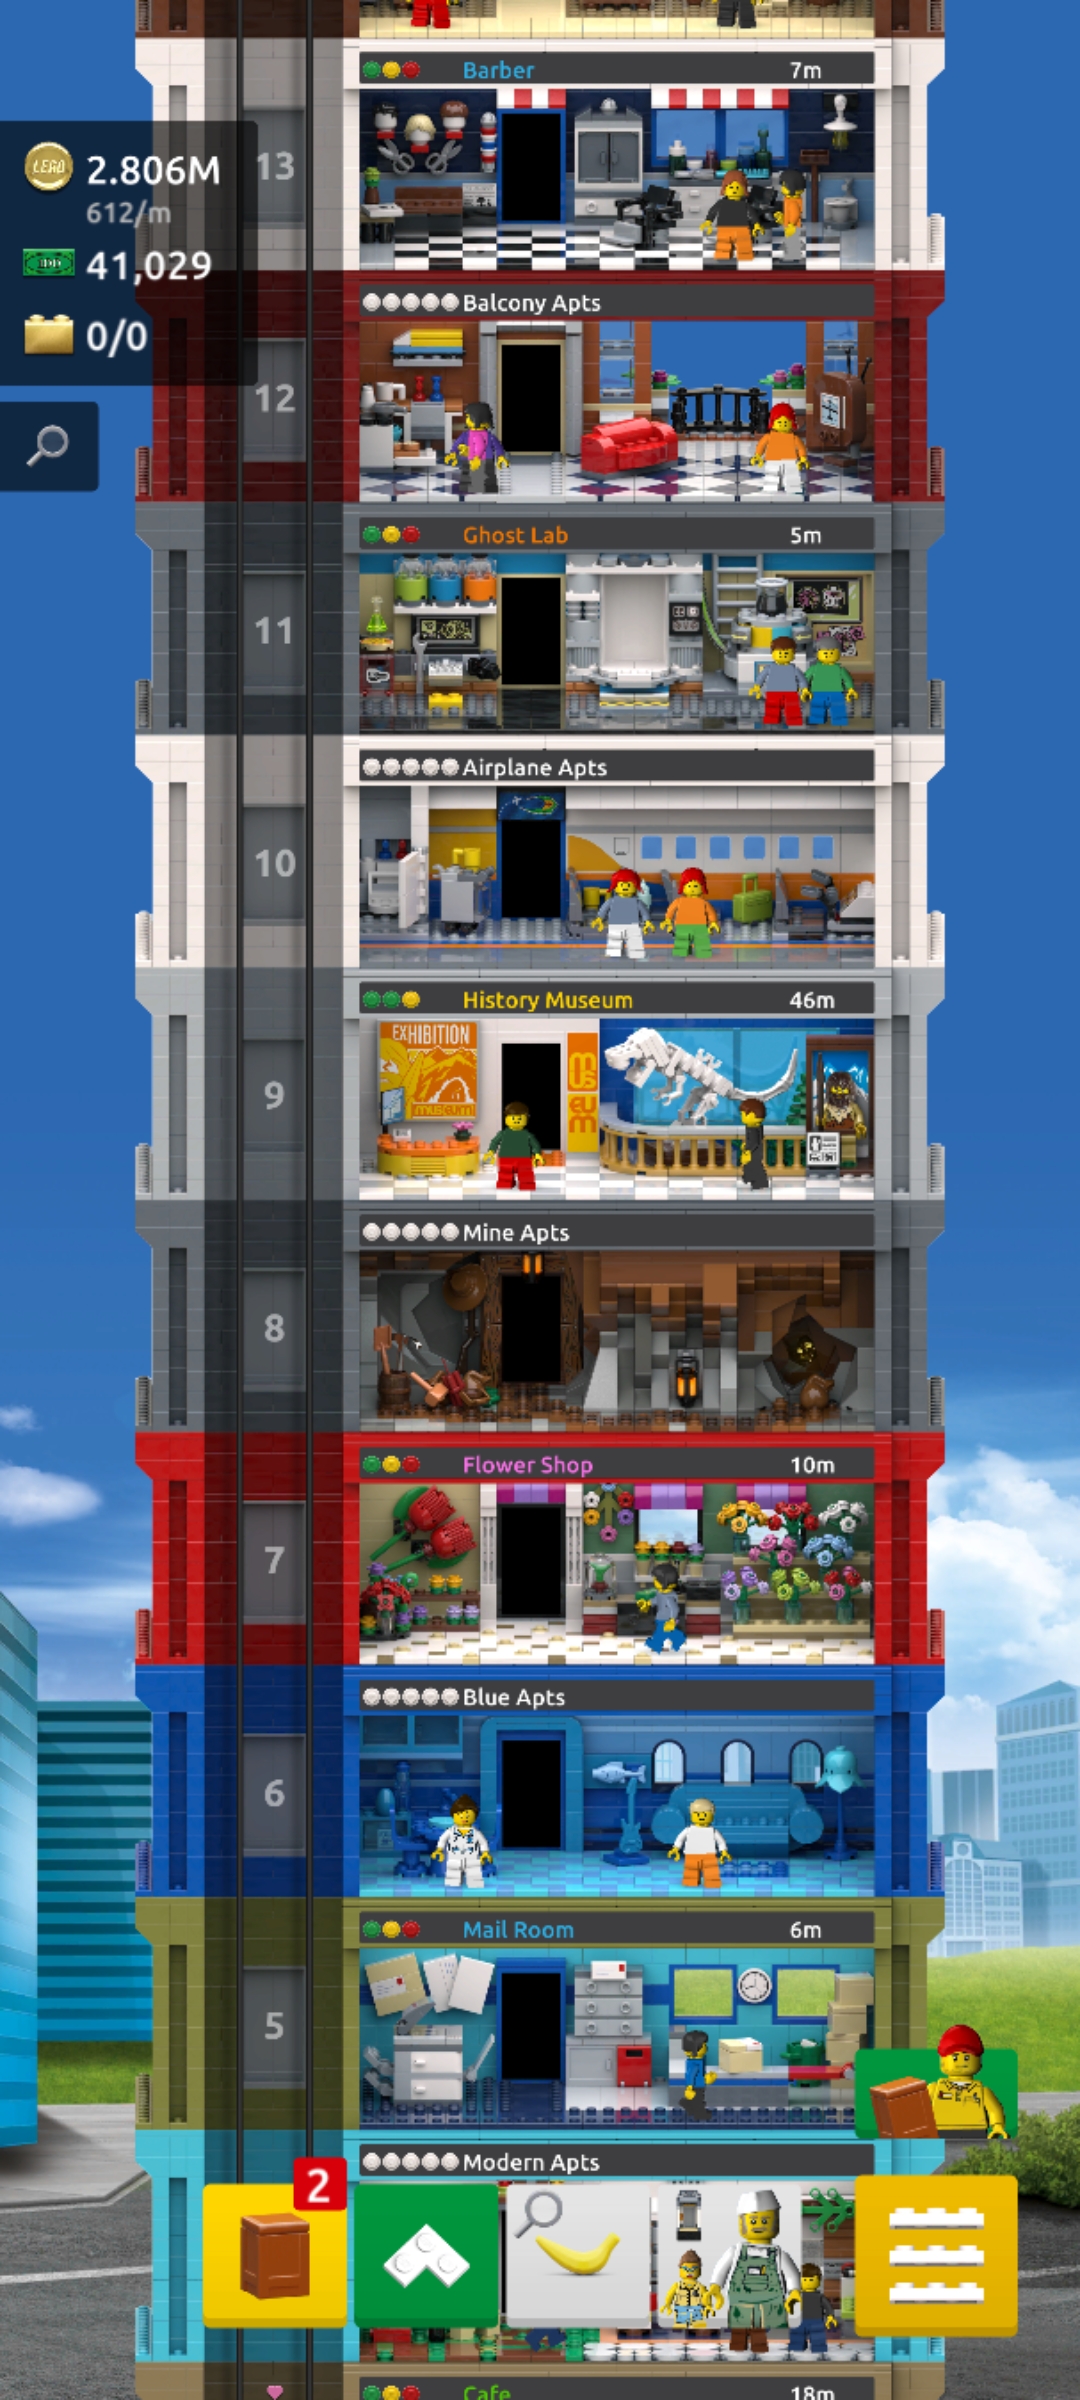 Barber 7m
13
LEGO 2.806M
612/m
41,029
0/0
Balcony Apts
12
Ghost Lab 5m
11
Airplane Apts
10
History Museum 46m
EXHIBITION
MUSEUM
MUSEUM
9
Mine Apts
8
Flower Shop 10m
7
Blue Apts
6
Mail Room 6m
5
Modern Apts
2
Cafe 18m